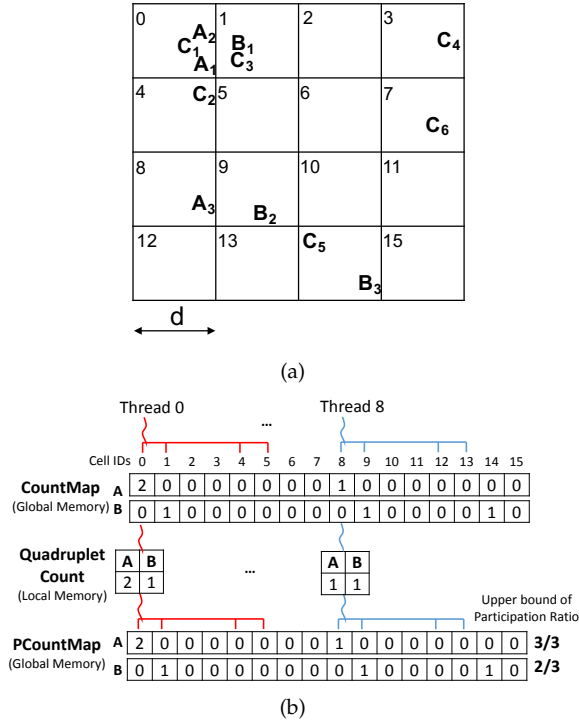 0 1 2 3
A2
C1 B1 C4
A1 C3
4 C2 5 6 7
C6
8 9 10 11
A3
B2
12 13 C5 15
B3
d
(a)
Thread 0 ... Thread 8
Cell IDs 0 1 2 3 4 5 6 7 8 9 10 11 12 13 14 15
CountMap A 2 0 0 0 0 0 0 0 1 0 0 0 0 0 0 0
(Global Memory) B 0 1 0 0 0 0 0 0 0 1 0 0 0 0 1 0
Quadruplet A B A B
Count 2 1 ... 1 1
(Local Memory)
Upper bound of
Participation Ratio
PCountMap A 2 0 0 0 0 0 0 0 1 0 0 0 0 0 0 0 3/3
(Global Memory) B 0 1 0 0 0 0 0 0 0 1 0 0 0 0 1 0 2/3
(b)